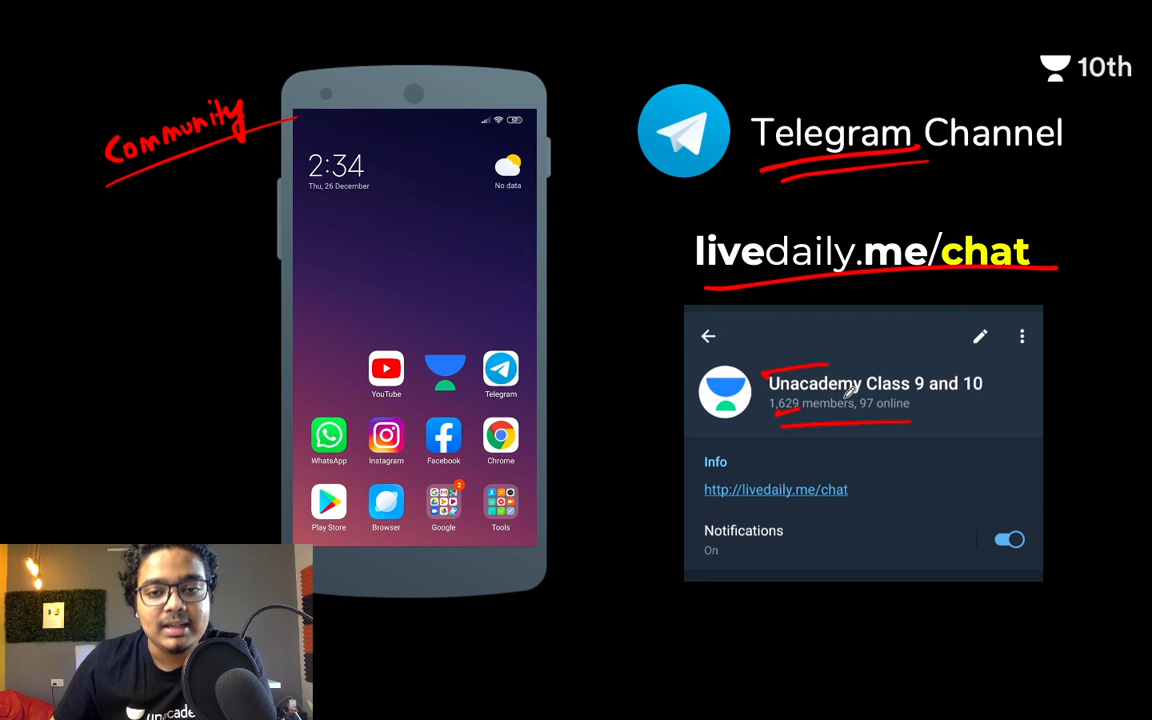 10th
Community
Telegram Channel
2:34
Thu, 26 December
No data
livedaily.me/chat
YouTube
Telegram
Unacademy Class 9 and 10
1,629 members, 97 online
WhatsApp
Instagram
Facebook
Chrome
Info
http://livedaily.me/chat
Play Store
Browser
Google
Tools
2
Notifications
On
unacade